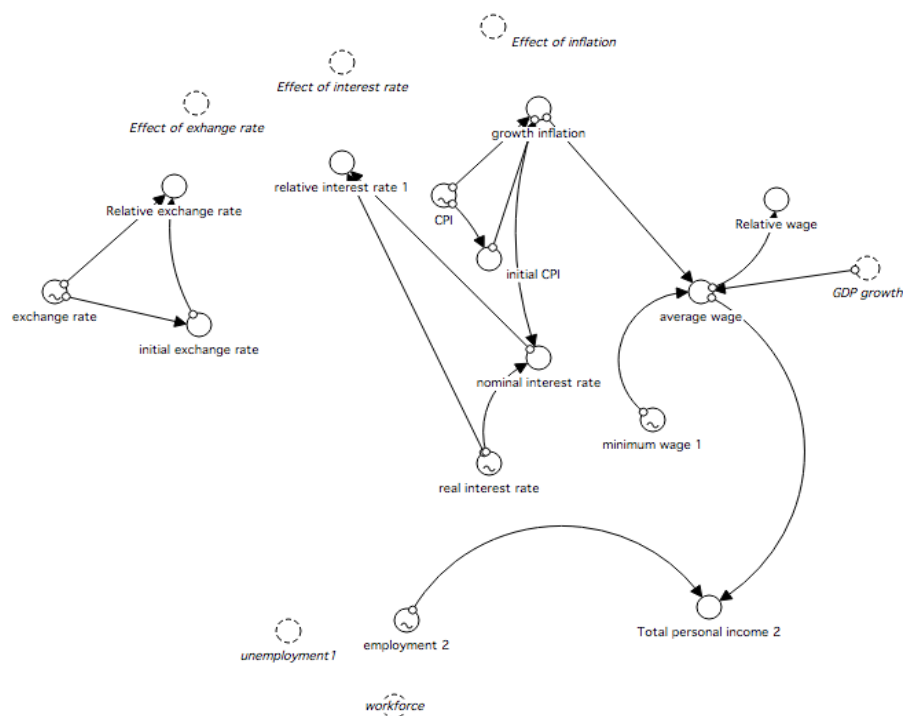 Effect of inflation
Effect of interest rate
Effect of exhange rate
growth inflation
relative interest rate 1
Relative exchange rate
CPI
Relative wage
initial CPI
GDP growth
exchange rate
average wage
initial exchange rate
nominal interest rate
minimum wage 1
real interest rate
Total personal income 2
employment 2
unemployment1
workforce